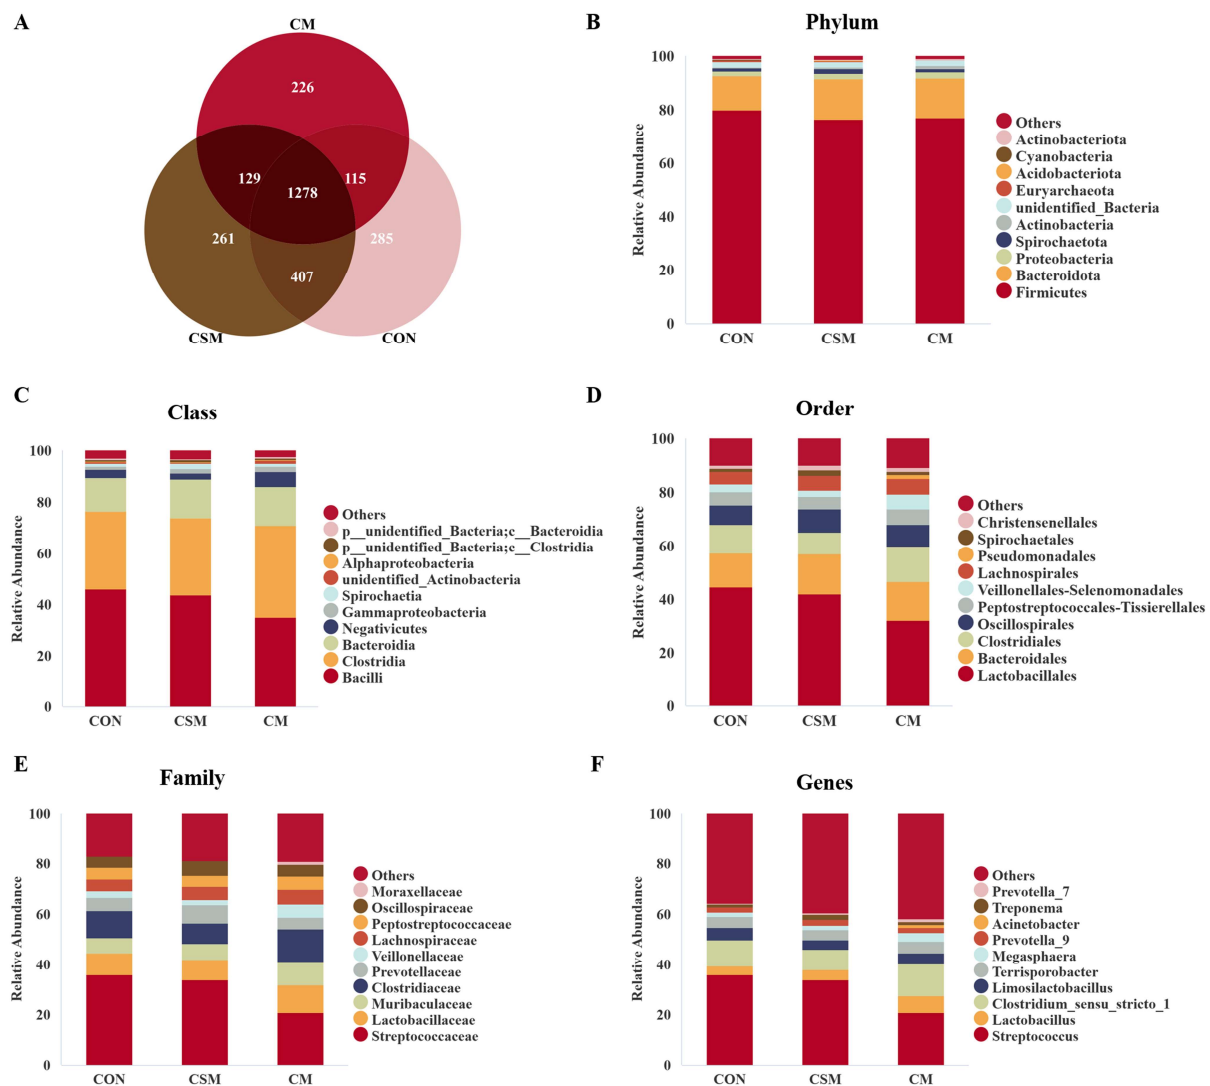 A
CM
226
129
1278
115
261
285
407
CSM
CON
B
Phylum
Relative Abundance
100
80
60
40
20
0
CON
CSM
CM
Others
Actinobacteriota
Cyanobacteria
Acidobacteriota
Euryarchaeota
unidentified_Bacteria
Actinobacteria
Spirochaetota
Proteobacteria
Bacteroidota
Firmicutes
C
Class
Relative Abundance
100
80
60
40
20
0
CON
CSM
CM
Others
p__unidentified_Bacteria;c__Bacteroidia
p__unidentified_Bacteria;c__Clostridia
Alphaproteobacteria
unidentified_Actinobacteria
Spirochaetia
Gammaproteobacteria
Negativicutes
Bacteroidia
Clostridia
Bacilli
D
Order
Relative Abundance
100
80
60
40
20
0
CON
CSM
CM
Others
Christensenellales
Spirochaetales
Pseudomonadales
Lachnospirales
Veillonellales-Selenomonadales
Peptostreptococcales-Tissierellales
Oscillospirales
Clostridiales
Bacteroidales
Lactobacillales
E
Family
Relative Abundance
100
80
60
40
20
0
CON
CSM
CM
Others
Moraxellaceae
Oscillospiraceae
Peptostreptococcaceae
Lachnospiraceae
Veillonellaceae
Prevotellaceae
Clostridiaceae
Muribaculaceae
Lactobacillaceae
Streptococcaceae
F
Genes
Relative Abundance
100
80
60
40
20
0
CON
CSM
CM
Others
Prevotella_7
Treponema
Acinetobacter
Prevotella_9
Megasphaera
Terrisporobacter
Limosilactobacillus
Clostridium_sensu_stricto_1
Lactobacillus
Streptococcus